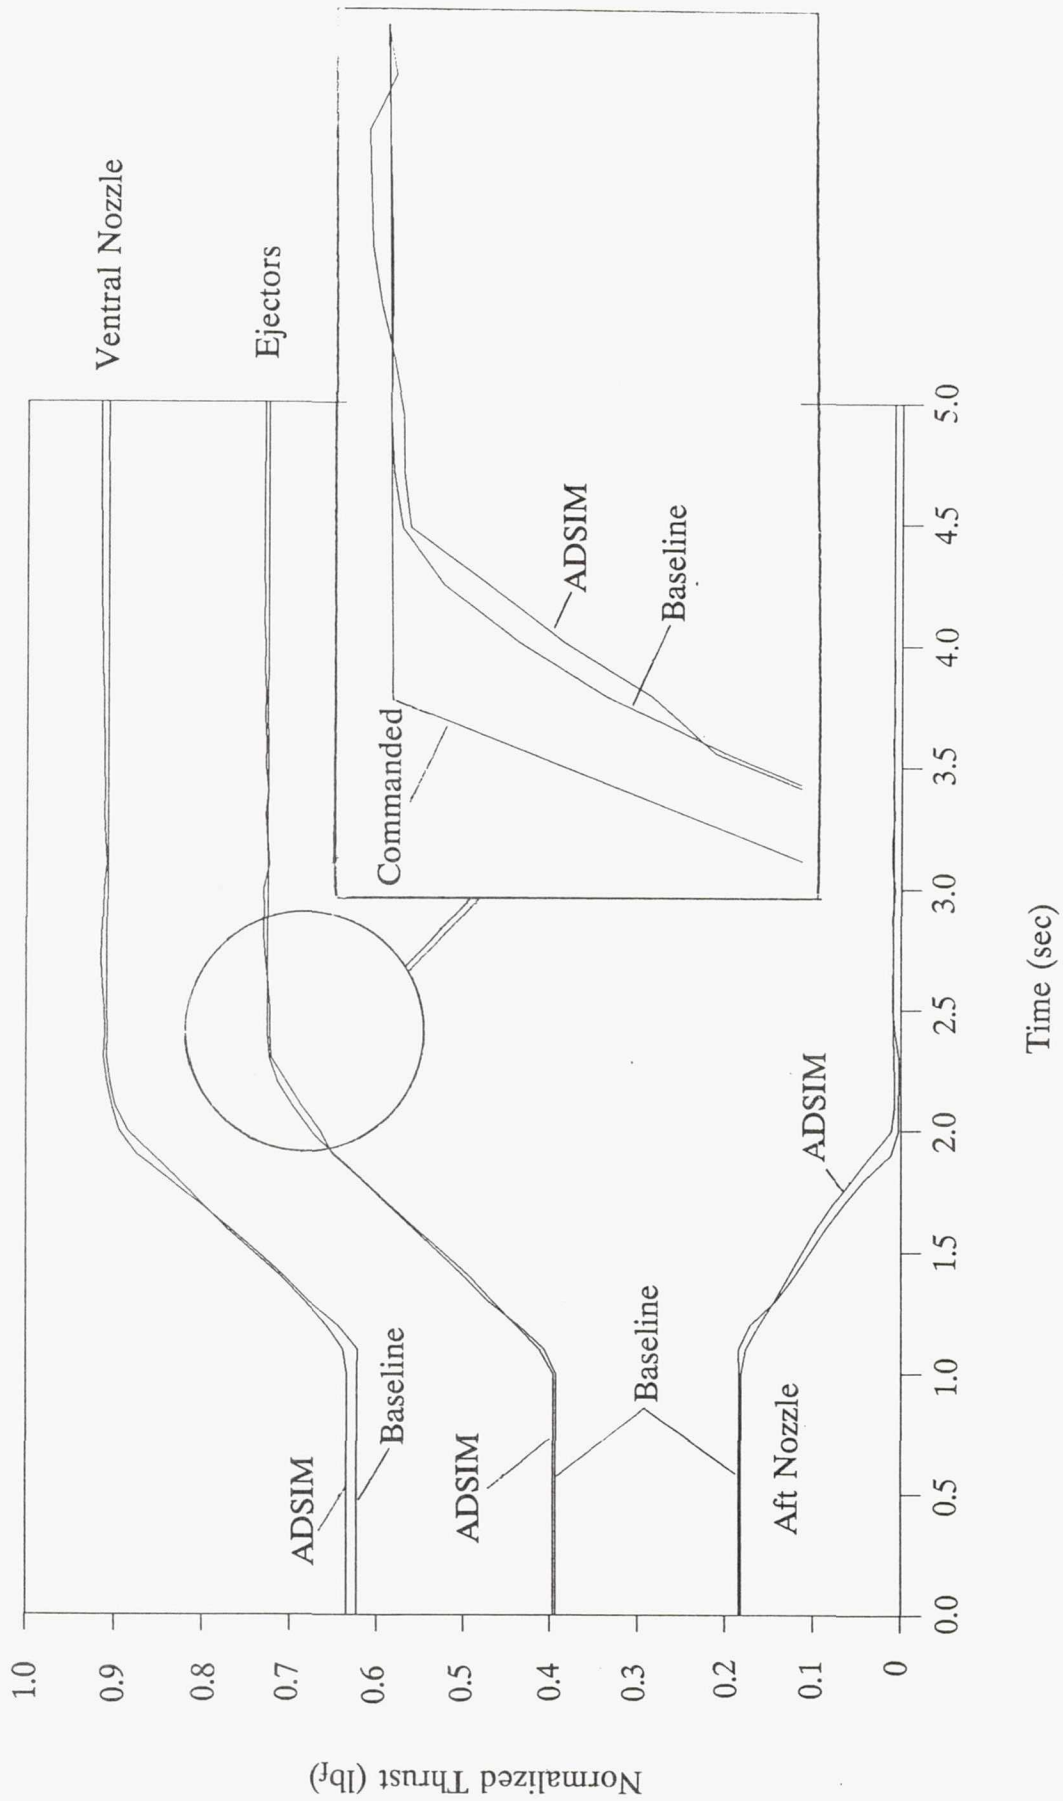 Ventral Nozzle
Ejectors
Commanded
ADSIM
Baseline
ADSIM
Baseline
ADSIM
Baseline
ADSIM
Aft Nozzle
1.0
0.9
0.8
0.7
0.6
0.5
0.4
0.3
0.2
0.1
0
Normalized Thrust (lbf)
0.0
0.5
1.0
1.5
2.0
2.5
3.0
3.5
4.0
4.5
5.0
Time (sec)